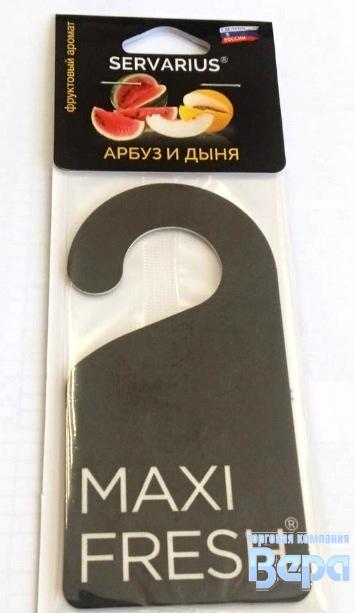 SERVARIUS®
фруктовый аромат
АРБУЗ И ДЫНЯ
MAXI
FRESH®
торговая компания
Вера